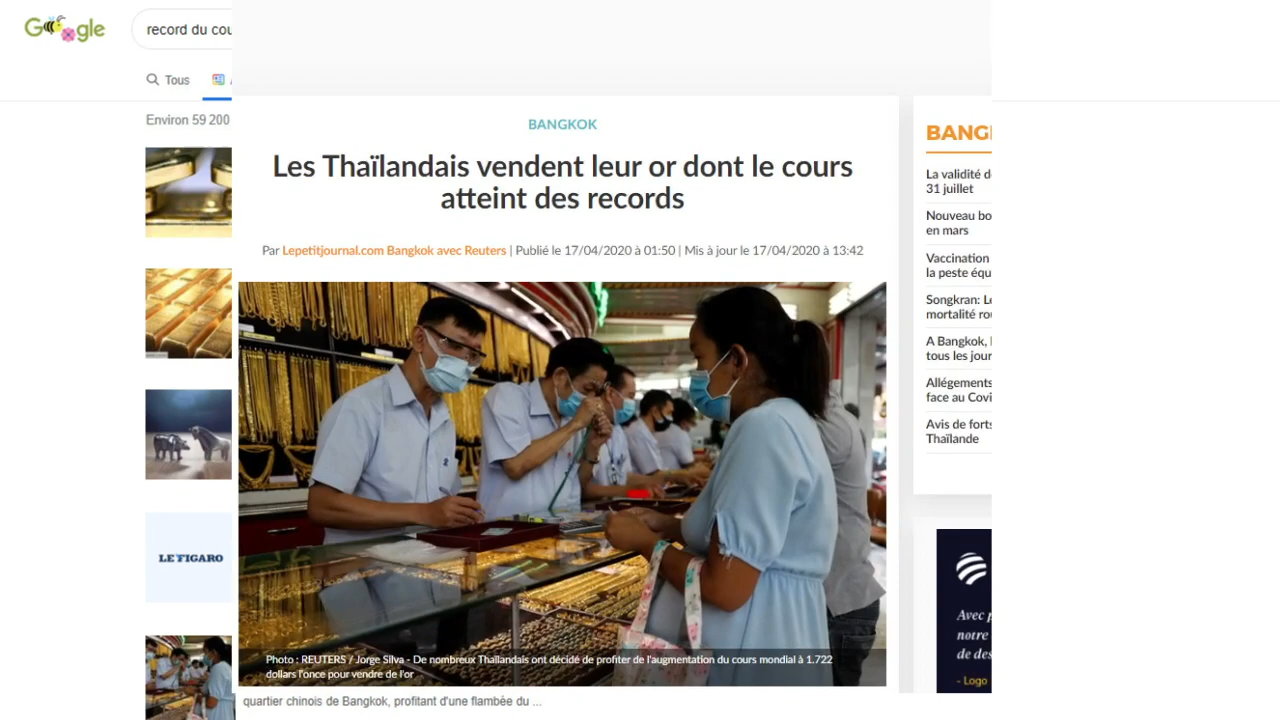 Google
record du cou
Tous
Environ 59 200
LE FIGARO
BANGKOK
Les Thaïlandais vendent leur or dont le cours
atteint des records
Par Lepetitjournal.com Bangkok avec Reuters | Publié le 17/04/2020 à 01:50 | Mis à jour le 17/04/2020 à 13:42
Photo : REUTERS / Jorge Silva - De nombreux Thaïlandais ont décidé de profiter de l'augmentation du cours mondial à 1.722
dollars l'once pour vendre de l'or
quartier chinois de Bangkok, profitant d'une flambée du ...
BANG
La validité d
31 juillet
Nouveau bo
en mars
Vaccination
la peste équ
Songkran: Le
mortalité rou
A Bangkok, l
tous les jour
Allégements
face au Covi
Avis de forts
Thaïlande
Avec p
notre
de des
- Logo